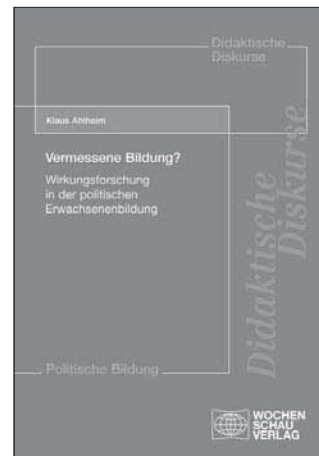 Didaktische
Diskurse
Klaus Ahlheim
Vermessene Bildung?
Wirkungsforschung
in der politischen
Erwachsenenbildung
Didaktische
Diskurse
Politische Bildung
WOCHEN
SCHAU
VERLAG